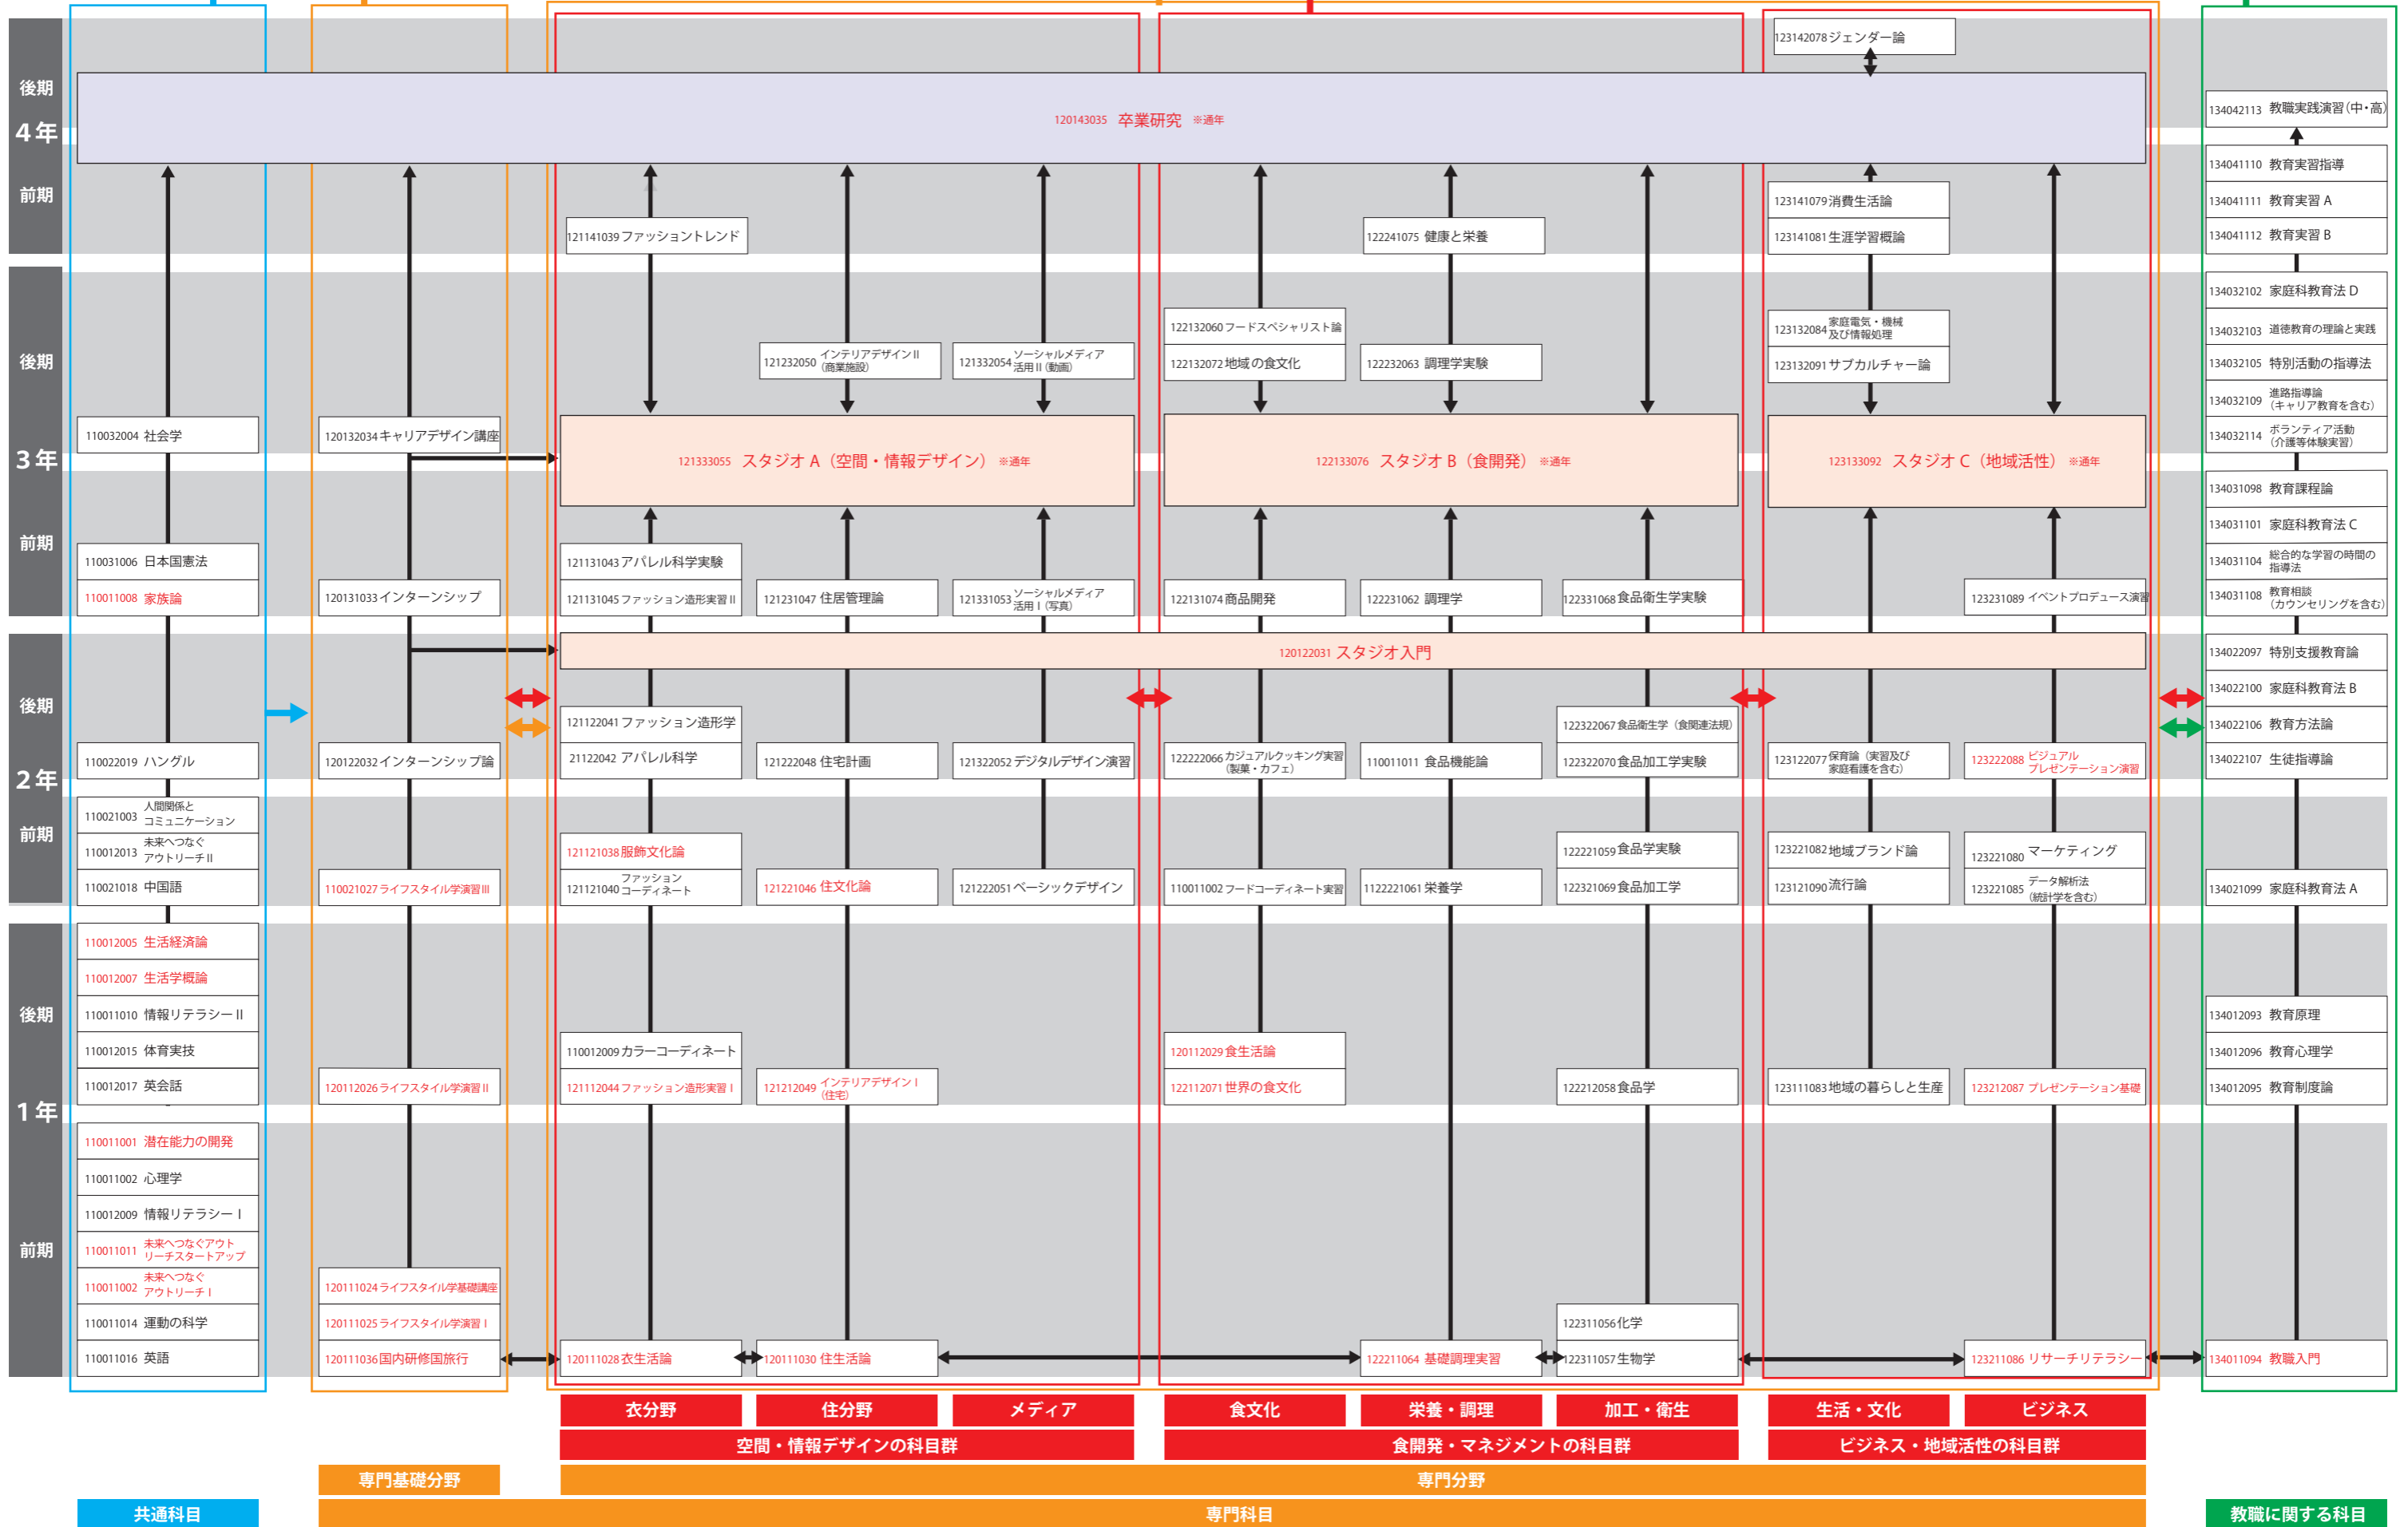 後期
4年
前期
後期
3年
前期
後期
2年
前期
後期
1年
前期
123142078 ジェンダー論
120143035 卒業研究 ※通年
110032004 社会学
110031006 日本国憲法
110011008 家族論
110022019 ハングル
110021003 人間関係と
コミュニケーション
110012013 未来へつなぐ
アウトリーチⅡ
110021018 中国語
110012005 生活経済論
110012007 生活学概論
110011010 情報リテラシーⅡ
110012015 体育実技
110012017 英会話
110011001 潜在能力の開発
110011002 心理学
110012009 情報リテラシーⅠ
110011011 未来へつなぐアウト
リーチスタートアップ
110011002 未来へつなぐ
アウトリーチⅠ
110011014 運動の科学
110011016 英語
120132034 キャリアデザイン講座
120131033 インターンシップ
120122032 インターンシップ論
110021027 ライフスタイル学演習Ⅲ
120112026 ライフスタイル学演習Ⅱ
120111024 ライフスタイル学基礎講座
120111025 ライフスタイル学演習Ⅰ
120111036 国内研修国旅行
121141039 ファッショントレンド
121232050 インテリアデザインⅡ
(商業施設)
121332054 ソーシャルメディア
活用Ⅱ(動画)
121333055 スタジオA(空間・情報デザイン) ※通年
121131043 アパレル科学実験
121131045 ファッション造形実習Ⅱ
121231047 住居管理論
121331053 ソーシャルメディア
活用Ⅰ(写真)
120122031 スタジオ入門
121122041 ファッション造形学
21122042 アパレル科学
121222048 住宅計画
121322052 デジタルデザイン演習
121121038 服飾文化論
121121040 ファッション
コーディネート
121221046 住文化論
121222051 ベーシックデザイン
110012009 カラーコーディネート
121112044 ファッション造形実習Ⅰ
121212049 インテリアデザインⅠ
(住宅)
120111028 衣生活論
120111030 住生活論
122241075 健康と栄養
122132060 フードスペシャリスト論
122132072 地域の食文化
122232063 調理学実験
122133076 スタジオB(食開発) ※通年
122131074 商品開発
122231062 調理学
122331068 食品衛生学実験
122322067 食品衛生学(食関連法規)
122222066 カジュアルクッキング実習
(製菓・カフェ)
110011011 食品機能論
122322070 食品加工学実験
122221059 食品学実験
110011002 フードコーディネート実習
1122221061 栄養学
122321069 食品加工学
120112029 食生活論
122112071 世界の食文化
122212058 食品学
122311056 化学
122211064 基礎調理実習
122311057 生物学
123141079 消費生活論
123141081 生涯学習概論
123132084 家庭電気・機械
及び情報処理
123132091 サブカルチャー論
123133092 スタジオC(地域活性) ※通年
123231089 イベントプロデュース演習
123122077 保育論(実習及び
家庭看護を含む)
123222088 ビジュアル
プレゼンテーション演習
123221082 地域ブランド論
123221080 マーケティング
123121090 流行論
123221085 データ解析法
(統計学を含む)
123111083 地域の暮らしと生産
123212087 プレゼンテーション基礎
123211086 リサーチリテラシー
134042113 教職実践演習(中・高)
134041110 教育実習指導
134041111 教育実習A
134041112 教育実習B
134032102 家庭科教育法D
134032103 道徳教育の理論と実践
134032105 特別活動の指導法
134032109 進路指導論
(キャリア教育を含む)
134032114 ボランティア活動
(介護等体験実習)
134031098 教育課程論
134031101 家庭科教育法C
134031104 総合的な学習の時間の
指導法
134031108 教育相談
(カウンセリングを含む)
134022097 特別支援教育論
134022100 家庭科教育法B
134022106 教育方法論
134022107 生徒指導論
134021099 家庭科教育法A
134012093 教育原理
134012096 教育心理学
134012095 教育制度論
134011094 教職入門
衣分野
住分野
メディア
食文化
栄養・調理
加工・衛生
生活・文化
ビジネス
空間・情報デザインの科目群
食開発・マネジメントの科目群
ビジネス・地域活性の科目群
専門基礎分野
専門分野
共通科目
専門科目
教職に関する科目